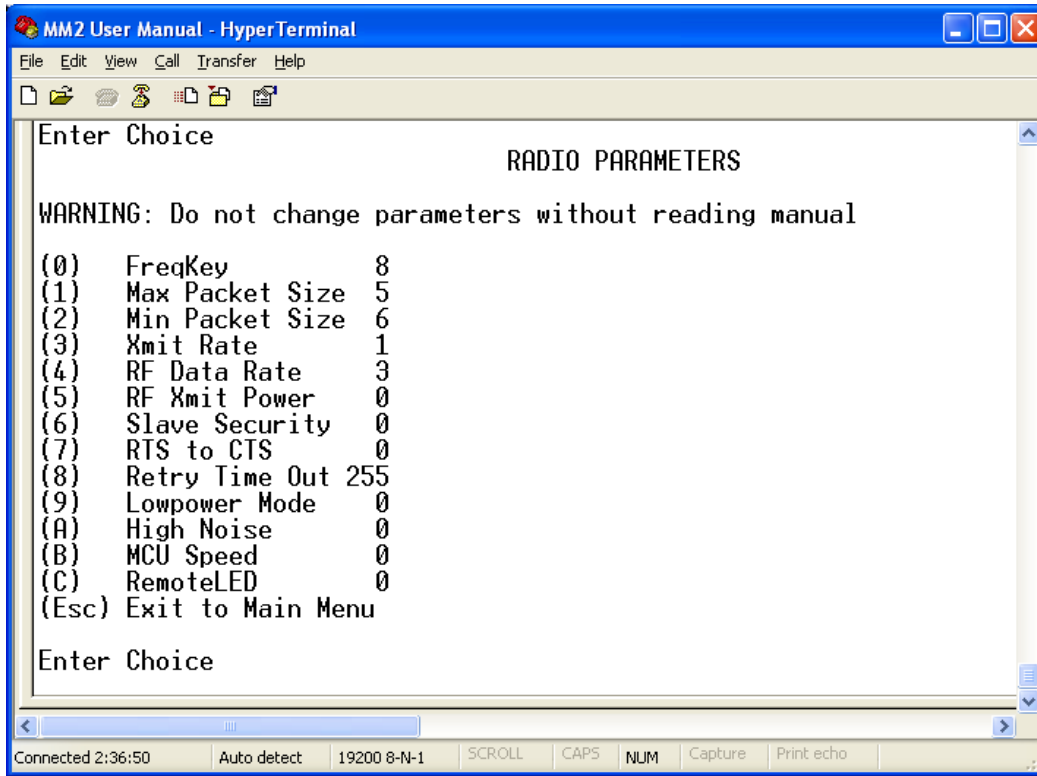 MM2 User Manual - HyperTerminal
File Edit View Call Transfer Help
Enter Choice
RADIO PARAMETERS
WARNING: Do not change parameters without reading manual
(0) FreqKey 8
(1) Max Packet Size 5
(2) Min Packet Size 6
(3) Xmit Rate 1
(4) RF Data Rate 3
(5) RF Xmit Power 0
(6) Slave Security 0
(7) RTS to CTS 0
(8) Retry Time Out 255
(9) Lowpower Mode 0
(A) High Noise 0
(B) MCU Speed 0
(C) RemoteLED 0
(Esc) Exit to Main Menu
Enter Choice
Connected 2:36:50 Auto detect 19200 8-N-1 SCROLL CAPS NUM Capture Print echo